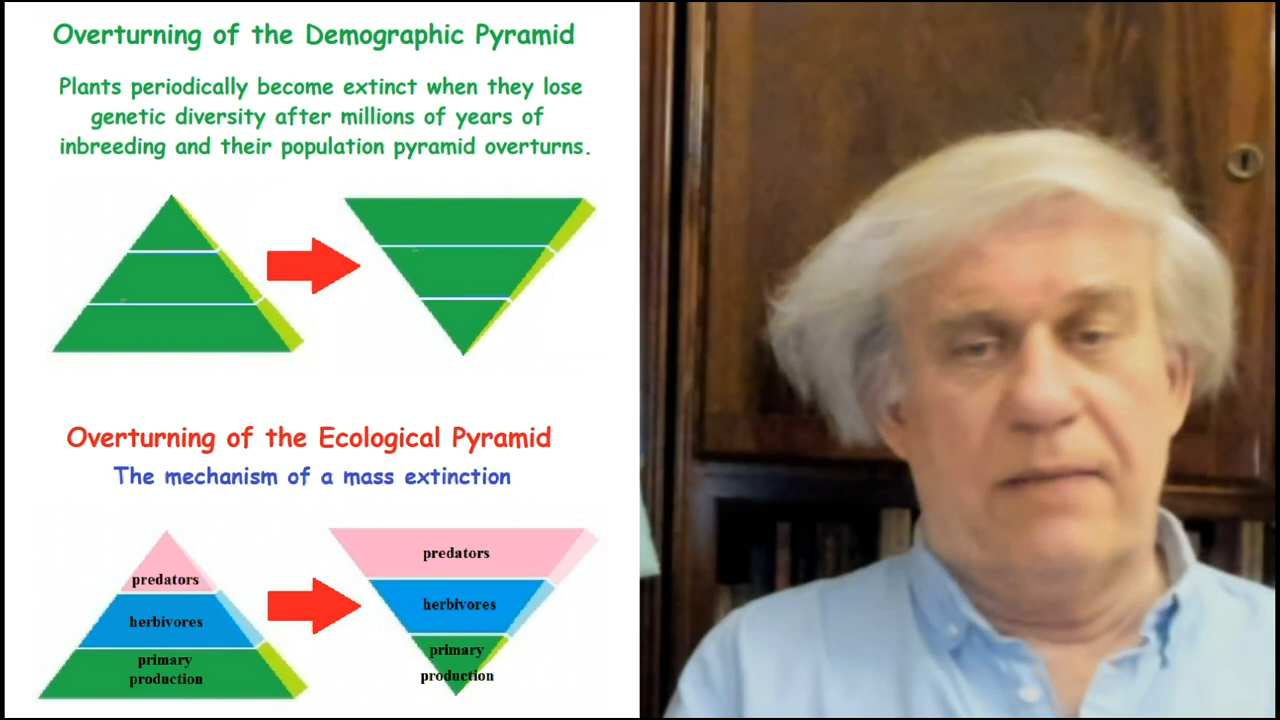 Overturning of the Demographic Pyramid
Plants periodically become extinct when they lose
genetic diversity after millions of years of
inbreeding and their population pyramid overturns.
Overturning of the Ecological Pyramid
The mechanism of a mass extinction
predators
herbivores
primary
production
predators
herbivores
primary
production